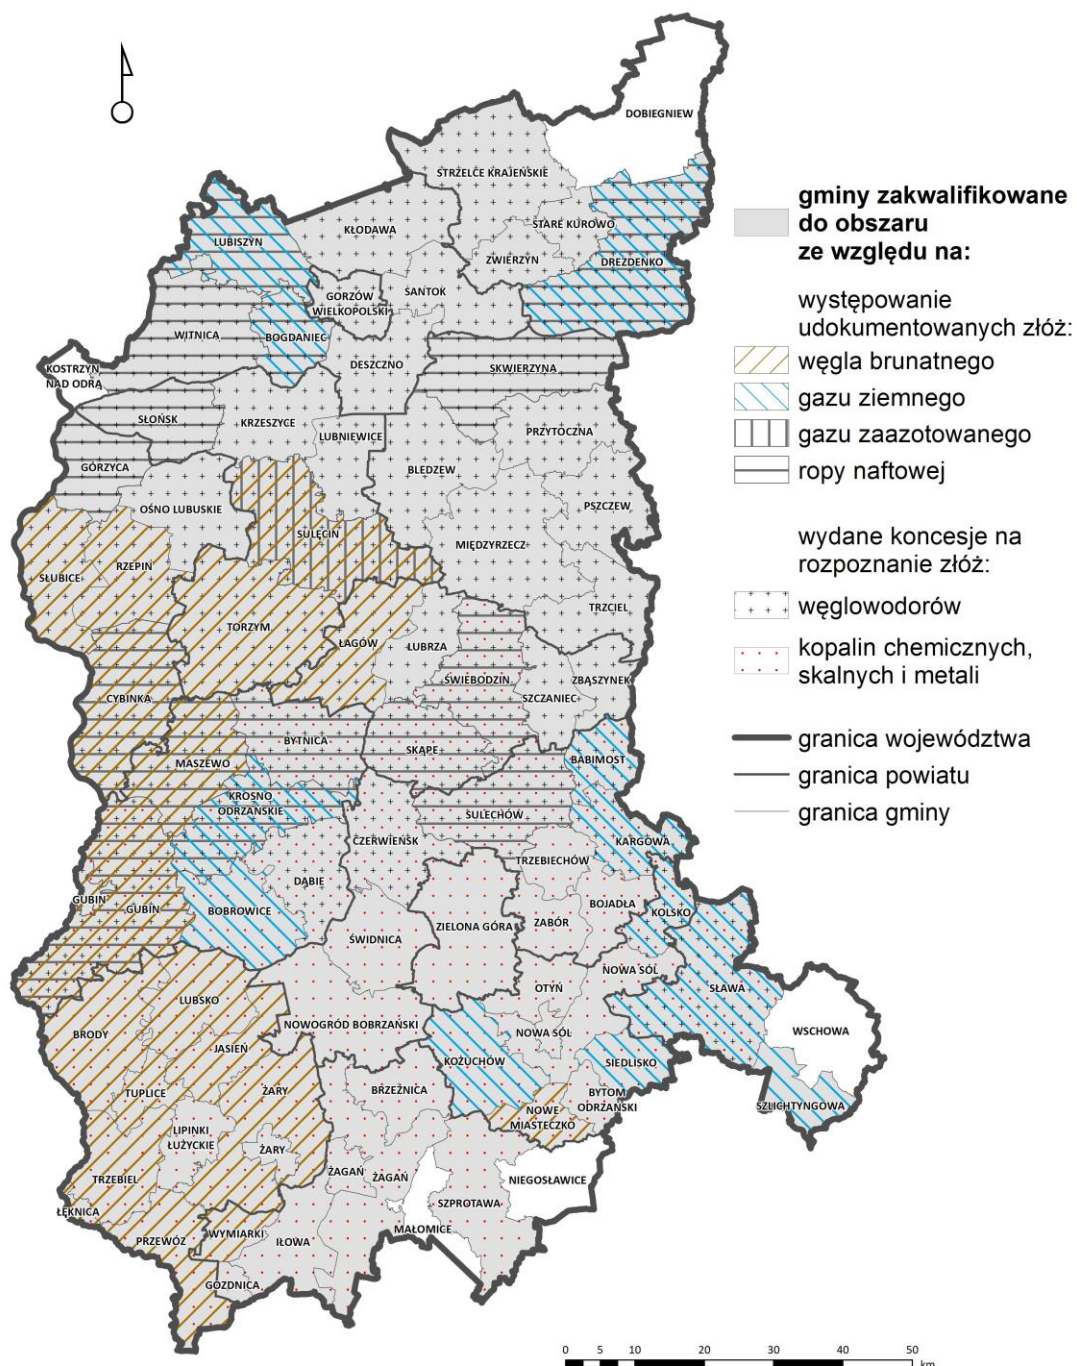 DOBIEGNIEW
STRZELCE KRAJEŃSKIE
STARE KUROWO
KŁODAWA
LUBISZYN
ZWIERZYN
DREZDENKO
SANTOK
GORZÓW
WIELKOPOLSKI
WITNICA
BOGDANIEC
DESZCZNO
SKWIERZYNA
KOSTRZYN
NAD ODRĄ
SŁOŃSK
KRZESZYCE
LUBNIEWICE
PRZYTOCZNA
GÓRZYCA
BLEDZEW
OŚNO LUBUSKIE
PSZCZEW
SULĘCIN
MIĘDZYRZECZ
RZEPIN
SŁUBICE
TRZCIEL
TORZYM
ŁAGÓW
LUBRZA
ŚWIEBODZIN
ZBĄSZYNEK
SZCZANIEC
CYBINKA
BYTNICA
SKĄPE
MASZEWO
BABIMOST
KROSNO
ODRZAŃSKIE
SULECHÓW
CZERWIEŃSK
KARGOWA
TRZEBIECHÓW
DĄBIE
GUBIN
GUBIN
BOBROWICE
BOJADŁA
KOLSKO
ZIELONA GÓRA
ZABÓR
ŚWIDNICA
NOWA SÓL
OTYŃ
SŁAWA
LUBSKO
NOWOGRÓD BOBRZAŃSKI
WSCHOWA
BRODY
NOWA SÓL
JASIEŃ
KOŻUCHÓW
SIEDLISKO
TUPLICE
ŻARY
BRZEŹNICA
BYTOM
ODRZAŃSKI
SZLICHTYNGOWA
NOWE
MIASTECZKO
LIPINKI
ŁUŻYCKIE
ŻARY
ŻAGAŃ
ŻAGAŃ
TRZEBIEL
NIEGOSŁAWICE
SZPROTAWA
ŁĘKNICA
MAŁOMICE
PRZEWÓZ
WYMIARKI
IŁOWA
GOZDNICA
gminy zakwalifikowane
do obszaru
ze względu na:
występowanie
udokumentowanych złóż:
węgla brunatnego
gazu ziemnego
gazu zaazotowanego
ropy naftowej
wydane koncesje na
rozpoznanie złóż:
węglowodorów
kopalin chemicznych,
skalnych i metali
granica województwa
granica powiatu
granica gminy
0 5 10 20 30 40 50
km